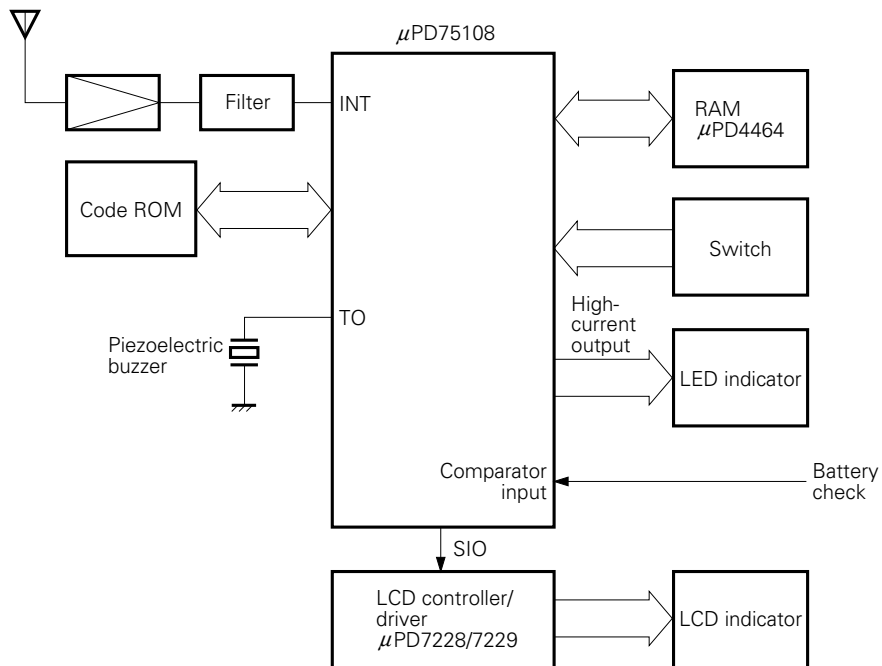 μPD75108
Filter
INT
RAM
μPD4464
Code ROM
Switch
TO
High-
current
output
Piezoelectric
buzzer
LED indicator
Comparator
input
Battery
check
SIO
LCD controller/
driver
μPD7228/7229
LCD indicator